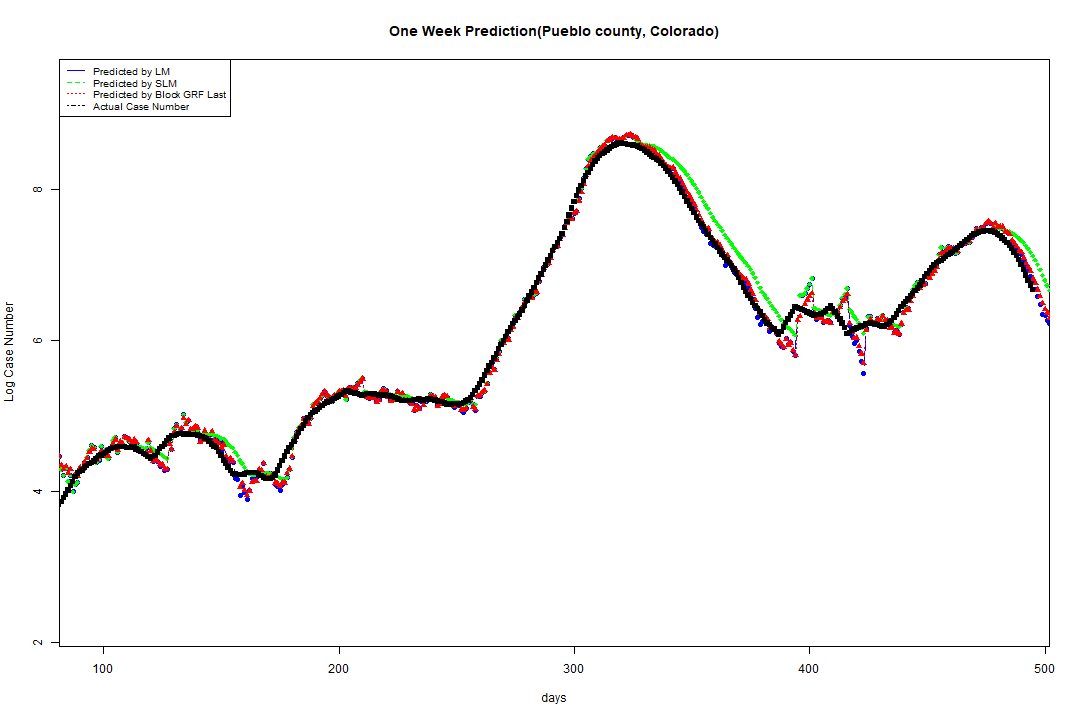 One Week Prediction(Pueblo county, Colorado)
Predicted by LM
Predicted by SLM
Predicted by Block GRF Last
Actual Case Number
Log Case Number
8
6
4
2
100 200 300 400 500
days